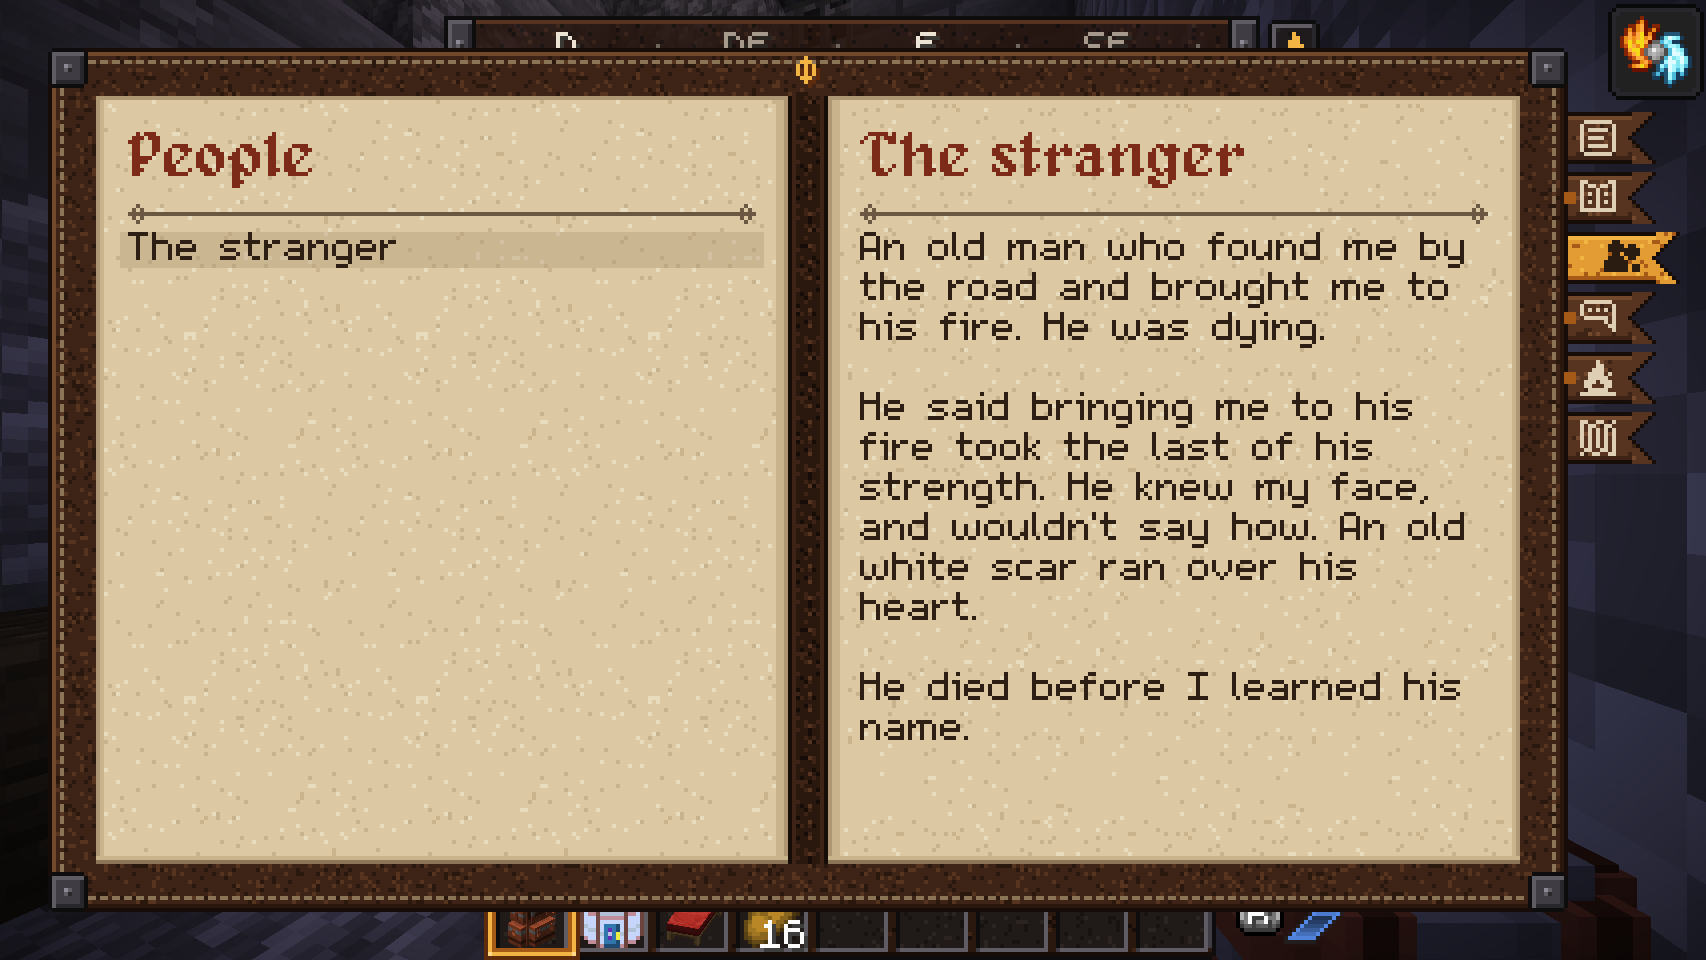 People
The stranger
The stranger
An old man who found me by
the road and brought me to
his fire. He was dying.
He said bringing me to his
fire took the last of his
strength. He knew my face,
and wouldn't say how. An old
white scar ran over his
heart.
He died before I learned his
name.
16